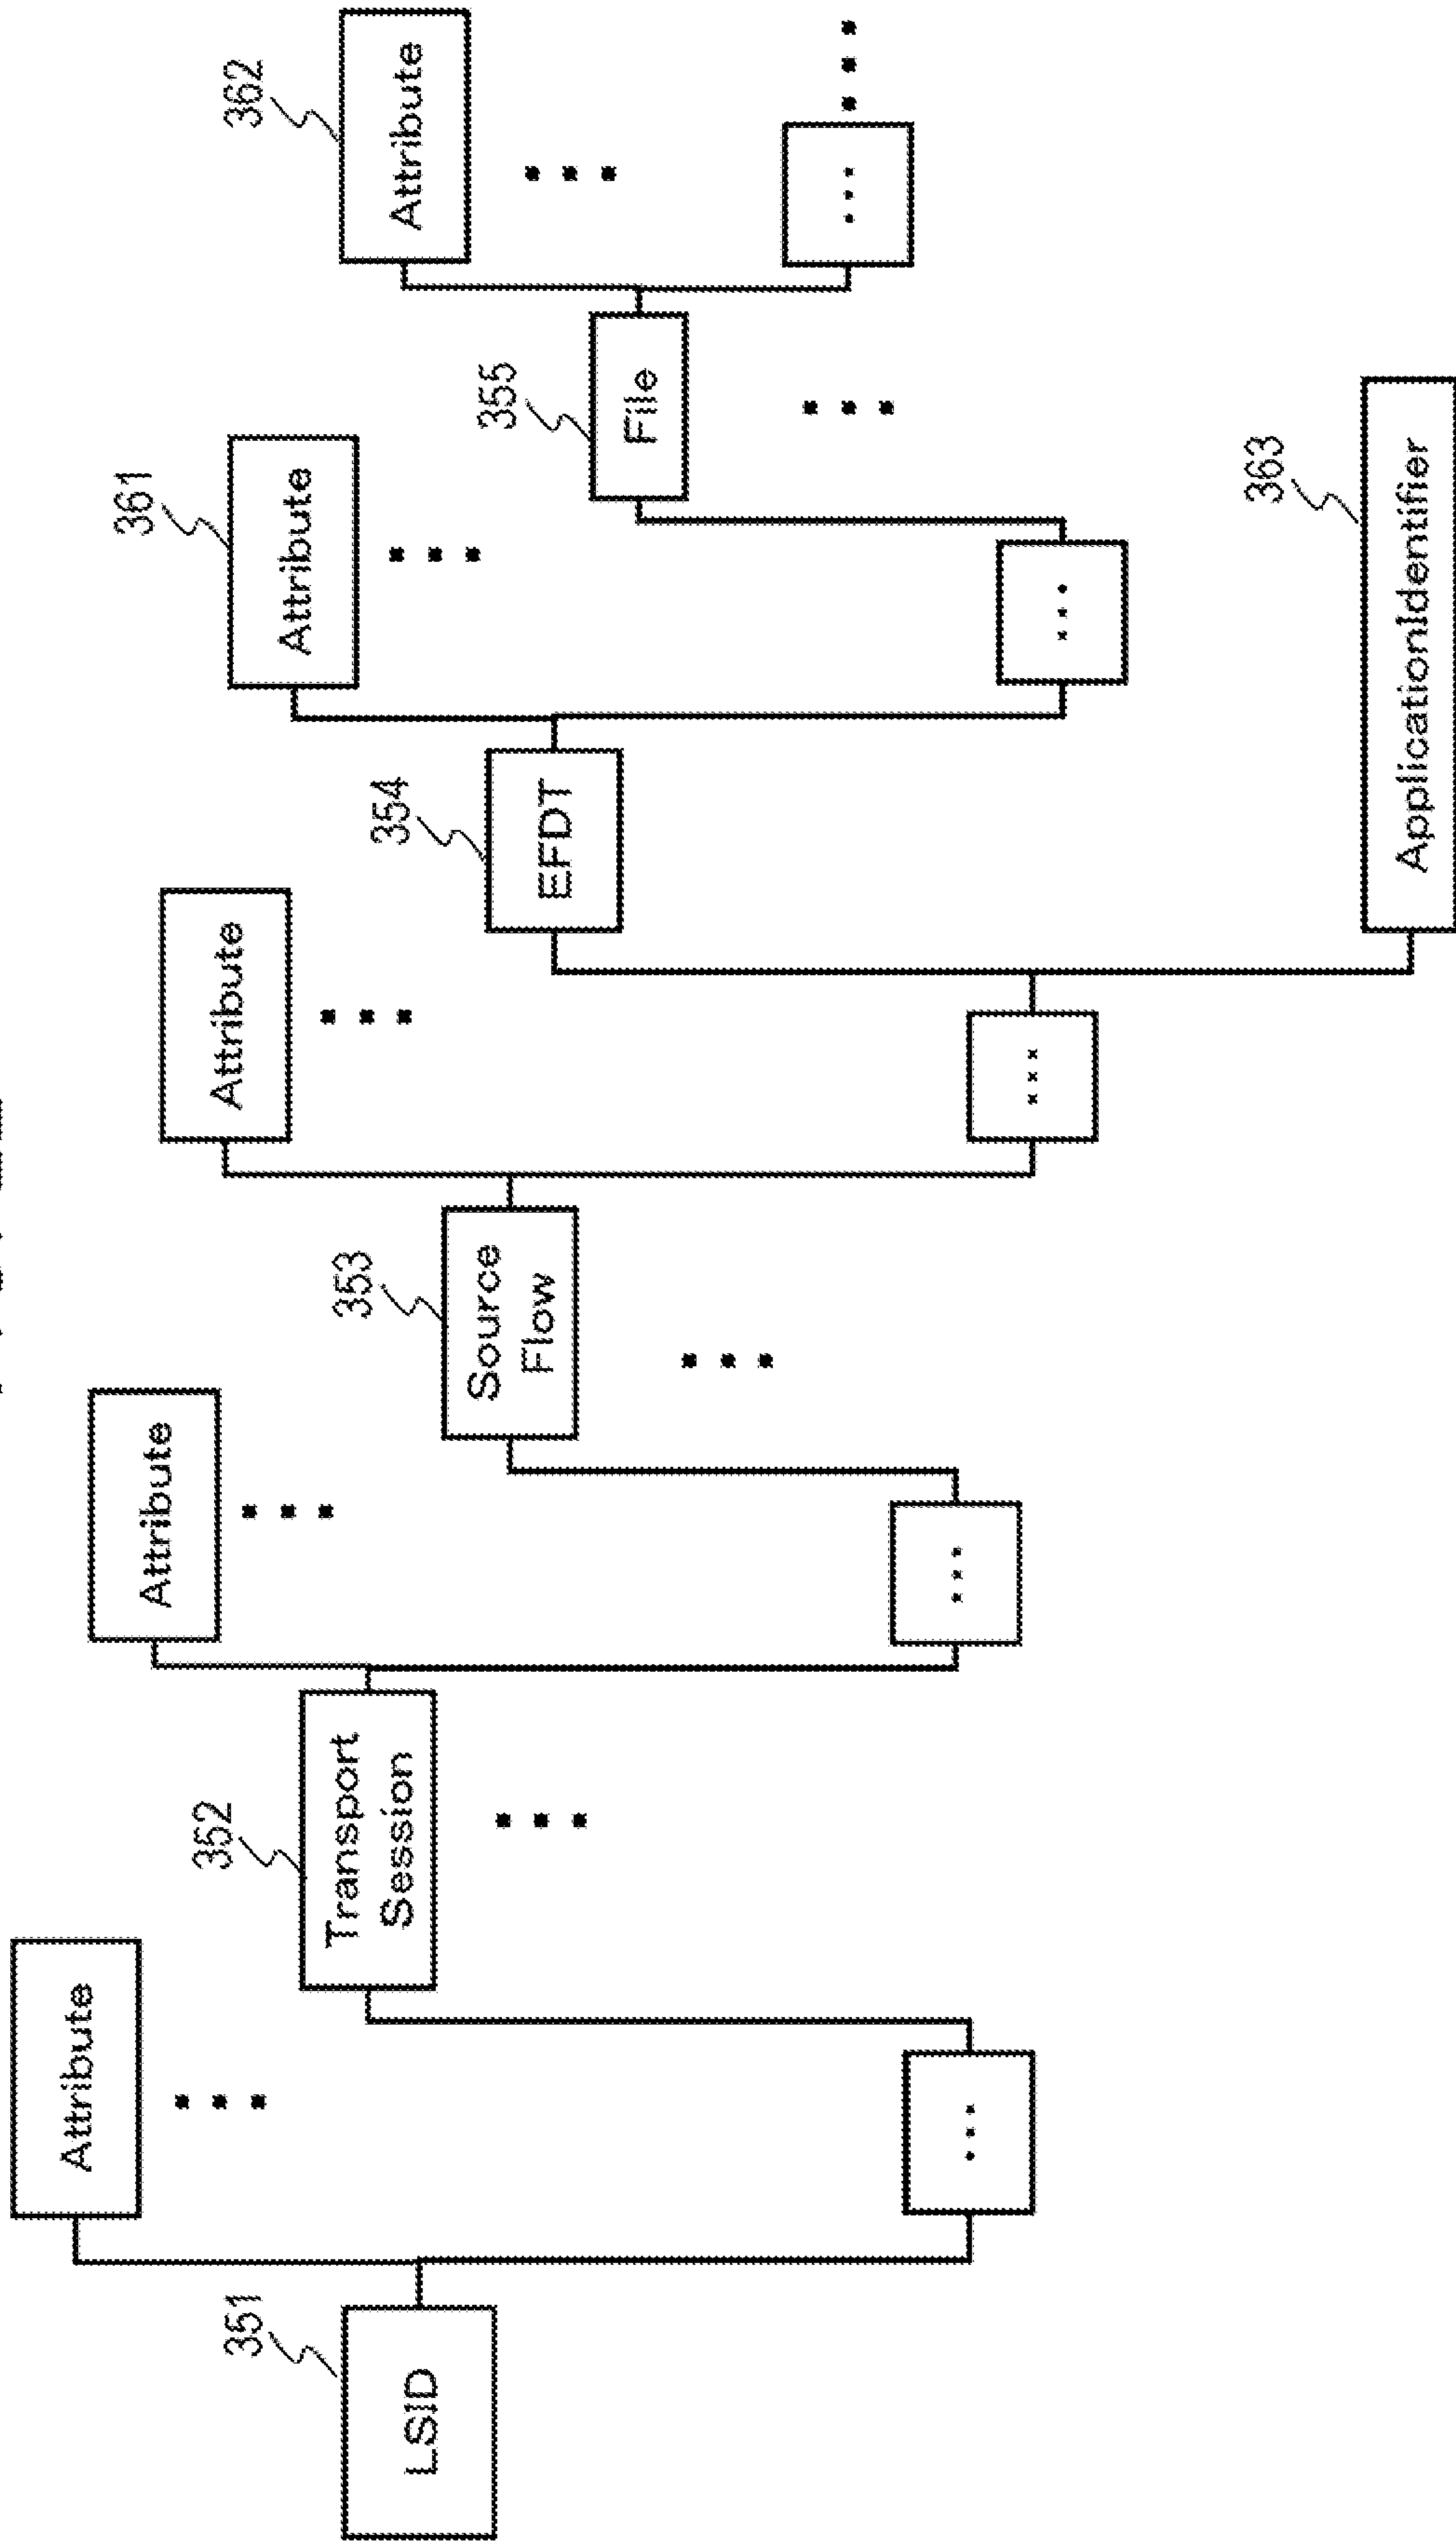 Attribute
362
Attribute
361
File
355
Attribute
EFDT
354
ApplicationIdentifier
363
Attribute
Source
Flow
353
Attribute
Transport
Session
352
LSID
351